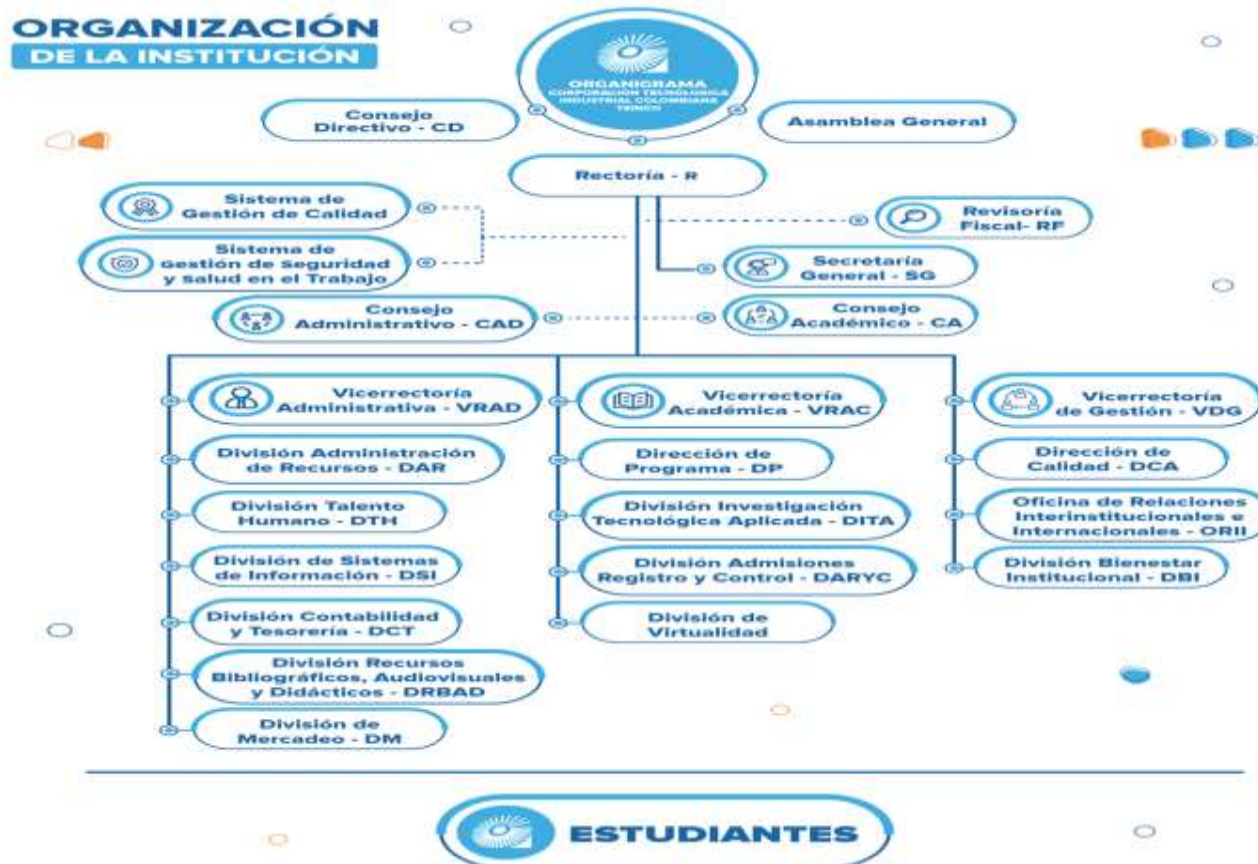 ORGANIZACIÓN
DE LA INSTITUCIÓN
ORGANIGRAMA
CORPORACIÓN TECNOLÓGICA
INDUSTRIAL COLOMBIANA
TEINCO
Consejo
Directivo - CD
Asamblea General
Rectoría - R
Sistema de
Gestión de Calidad
Revisoría
Fiscal- RF
Sistema de
Gestión de Seguridad
y Salud en el Trabajo
Secretaría
General - SG
Consejo
Administrativo - CAD
Consejo
Académico - CA
Vicerrectoría
Administrativa - VRAD
División Administración
de Recursos - DAR
División Talento
Humano - DTH
División de Sistemas
de Información - DSI
División Contabilidad
y Tesorería - DCT
División Recursos
Bibliográficos, Audiovisuales
y Didácticos - DRBAD
División de
Mercadeo - DM
Vicerrectoría
Académica - VRAC
Dirección de
Programa - DP
División Investigación
Tecnológica Aplicada - DITA
División Admisiones
Registro y Control - DARYC
División de
Virtualidad
Vicerrectoría
de Gestión - VDG
Dirección de
Calidad - DCA
Oficina de Relaciones
Interinstitucionales e
Internacionales - ORII
División Bienestar
Institucional - DBI
ESTUDIANTES